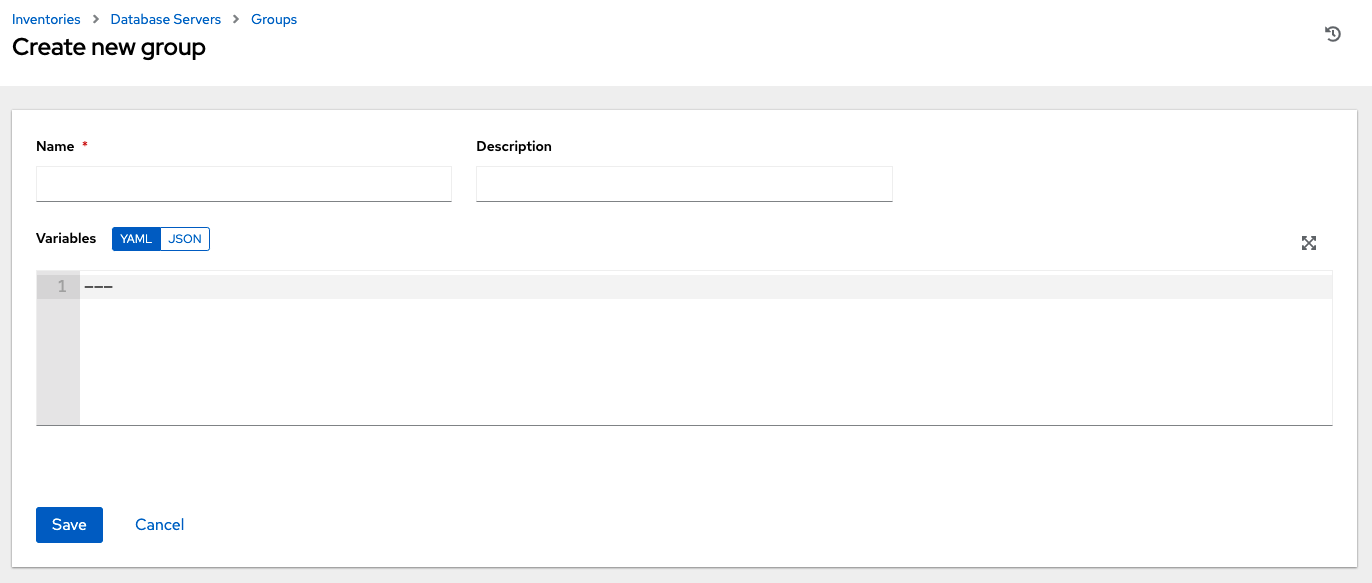 Inventories > Database Servers > Groups
Create new group
Name * Description
Variables YAML JSON
1 ---
Save Cancel